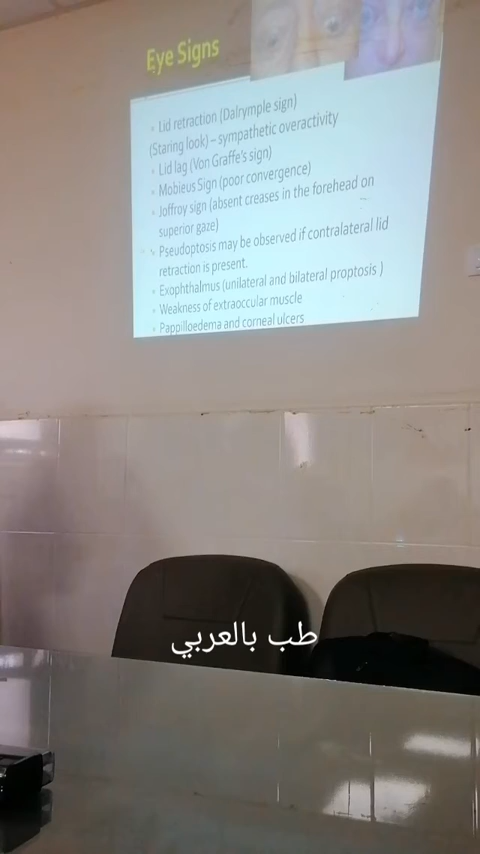 Eye Signs
Lid retraction (Dalrymple sign)
(Staring look) – sympathetic overactivity
Lid lag (Von Graffe's sign)
Mobieus Sign (poor convergence)
Joffroy sign (absent creases in the forehead on
superior gaze)
Pseudoptosis may be observed if contralateral lid
retraction is present.
Exophthalmus (unilateral and bilateral proptosis )
Weakness of extraoccular muscle
Pappilloedema and corneal ulcers
طب بالعربي